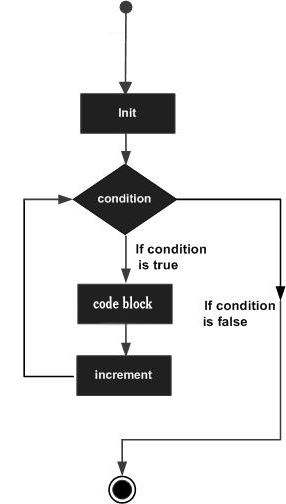 Init
condition
If condition
is true
code block
If condition
is false
increment